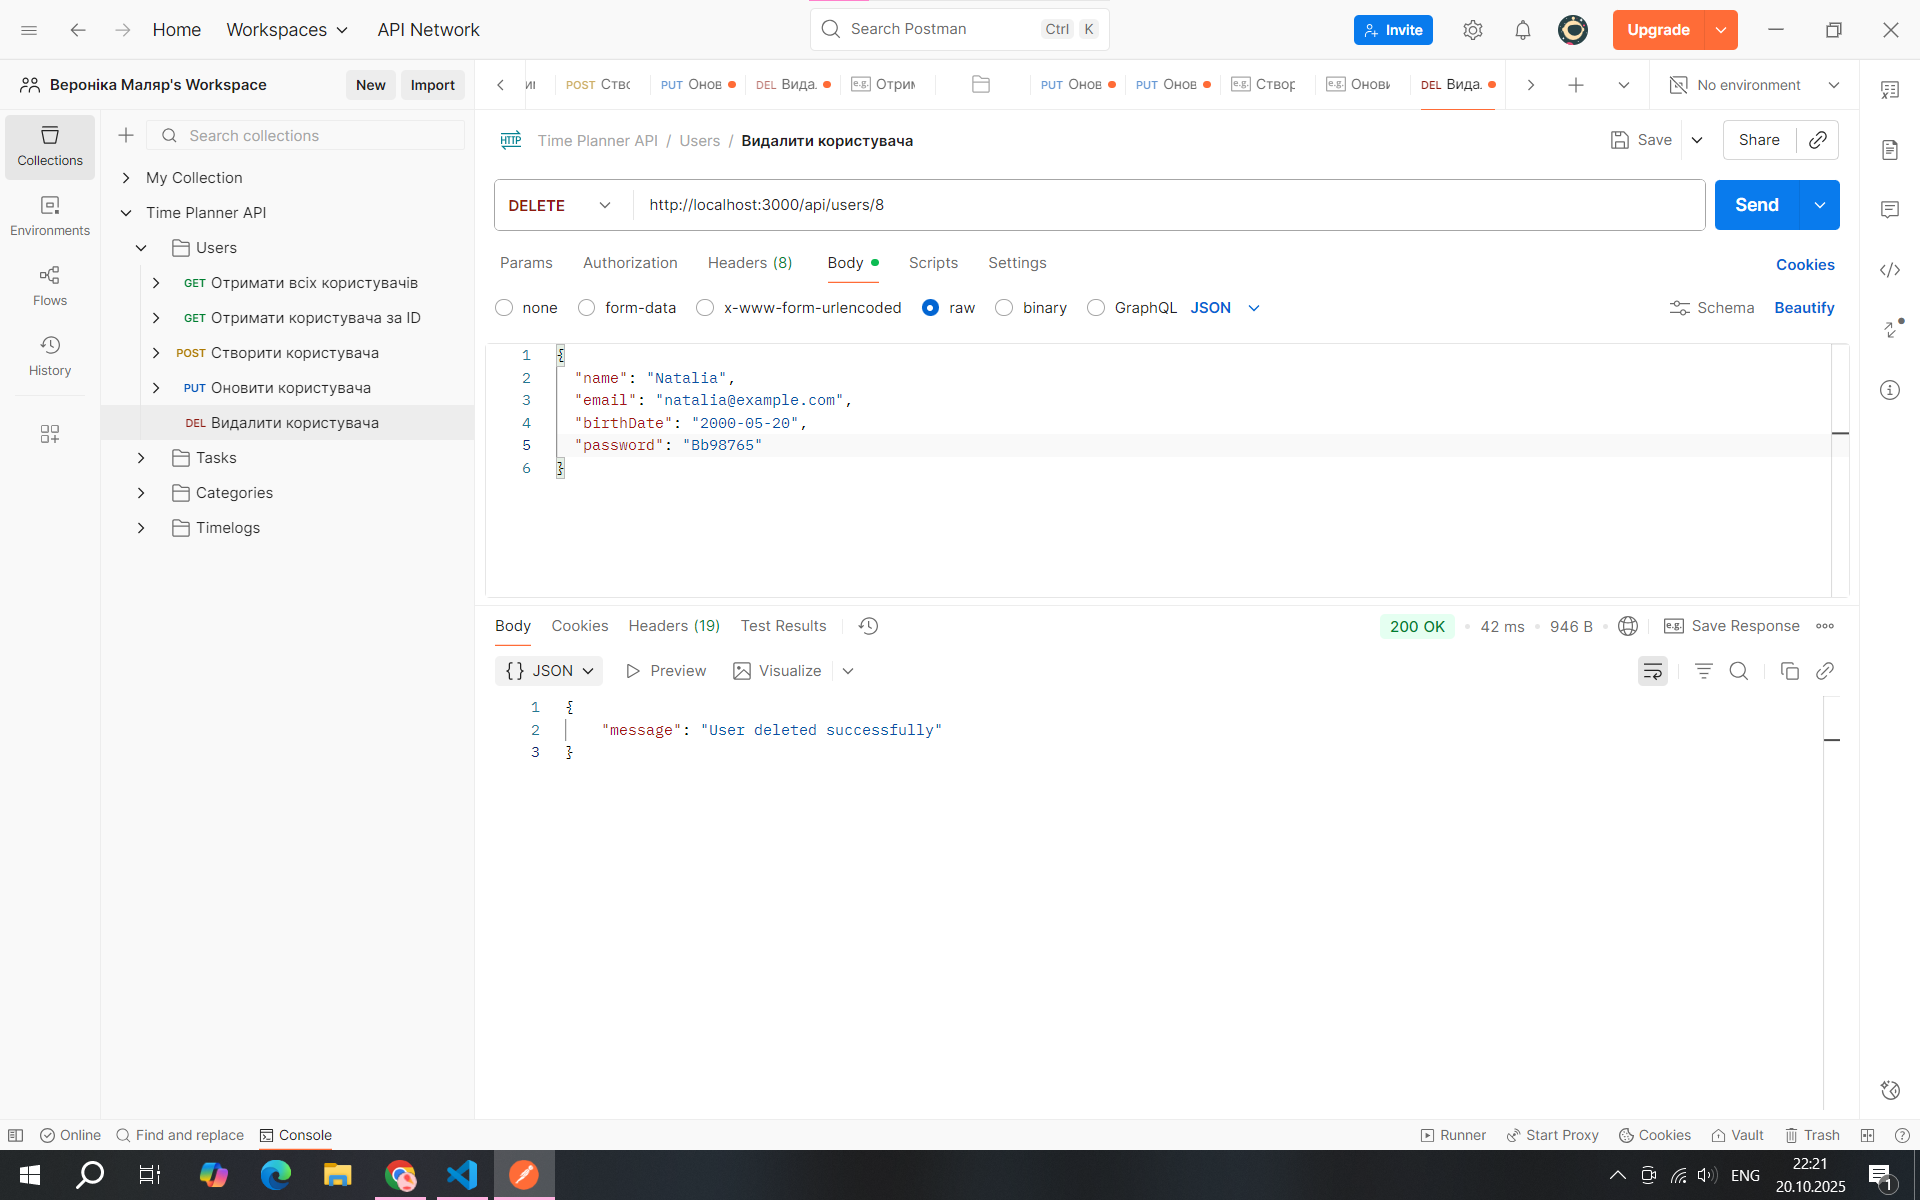 Home Workspaces API Network Search Postman Ctrl K Invite Upgrade
Вероніка Маляр's Workspace New Import POST Ство PUT Онов DEL Вида. e.g. Отрим PUT Онов PUT Онов e.g. Створ e.g. Онови DEL Вида. No environment
Collections
Environments
Flows
History
Search collections
My Collection
Time Planner API
Users
GET Отримати всіх користувачів
GET Отримати користувача за ID
POST Створити користувача
PUT Оновити користувача
DEL Видалити користувача
Tasks
Categories
Timelogs
HTTP Time Planner API / Users / Видалити користувача Save Share
DELETE http://localhost:3000/api/users/8 Send
Params Authorization Headers (8) Body Scripts Settings Cookies
none form-data x-www-form-urlencoded raw binary GraphQL JSON Schema Beautify
1 {
2 "name": "Natalia",
3 "email": "natalia@example.com",
4 "birthDate": "2000-05-20",
5 "password": "Bb98765"
6 }
Body Cookies Headers (19) Test Results 200 OK 42 ms 946 B e.g. Save Response
{} JSON Preview Visualize
1 {
2 "message": "User deleted successfully"
3 }
Online Find and replace Console Runner Start Proxy Cookies Vault Trash
ENG 22:21
20.10.2025 1